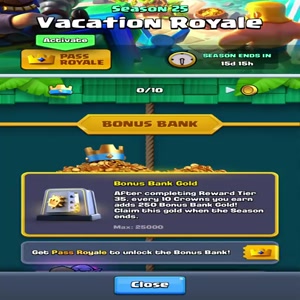 Season 25
Vacation Royale
Activate
PASS
ROYALE
SEASON ENDS IN
15d 15h
0/10
BONUS BANK
Bonus Bank Gold
After completing Reward Tier
35, every 10 Crowns you earn
adds 250 Bonus Bank Gold!
Claim this gold when the Season
ends.
Max: 25000
Get Pass Royale to unlock the Bonus Bank!
Close